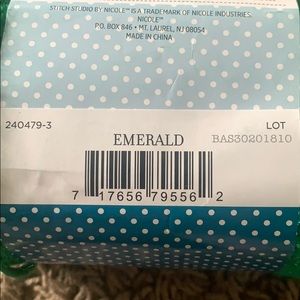 STITCH STUDIO BY NICOLE™ IS A TRADEMARK OF NICOLE INDUSTRIES.
NICOLE™
P.O. BOX 846 • MT. LAUREL, NJ 08054
MADE IN CHINA
240479-3
EMERALD
LOT
BAS30201810
7 17656 79556 2